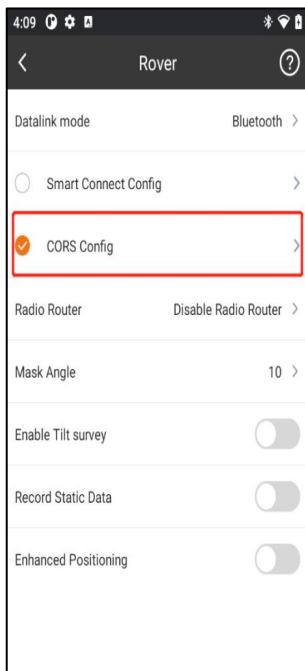 4:09
Rover
Datalink mode Bluetooth
Smart Connect Config
CORS Config
Radio Router Disable Radio Router
Mask Angle 10
Enable Tilt survey
Record Static Data
Enhanced Positioning